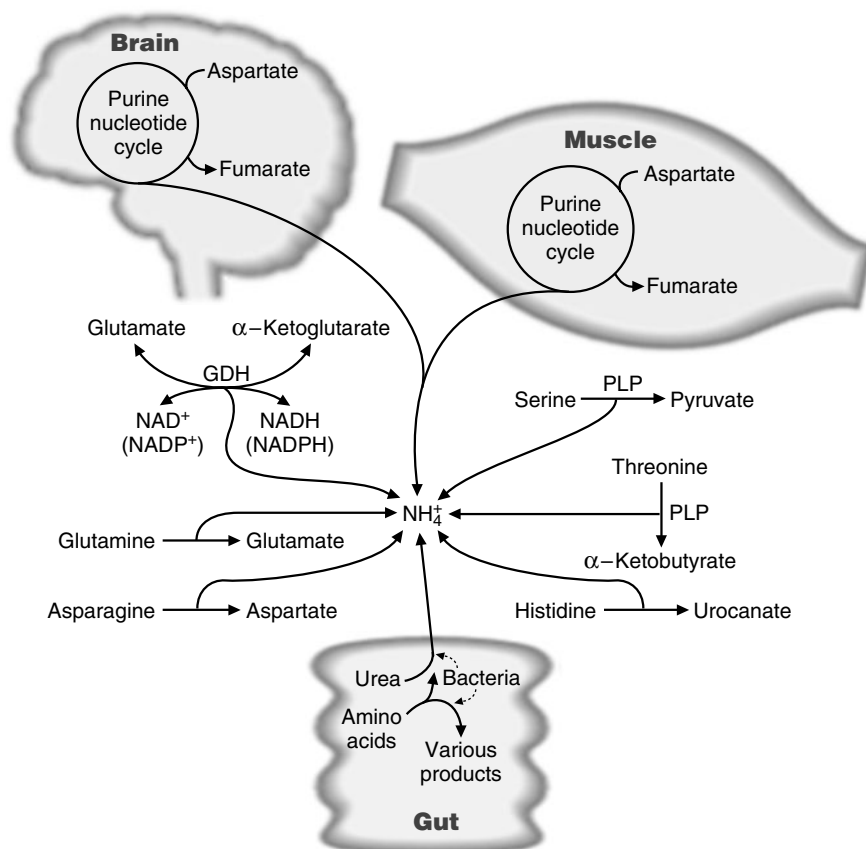 Brain
Aspartate
Purine
nucleotide
cycle
Fumarate
Muscle
Aspartate
Purine
nucleotide
cycle
Fumarate
Glutamate
α–Ketoglutarate
GDH
NAD⁺
(NADP⁺)
NADH
(NADPH)
PLP
Serine
Pyruvate
Threonine
PLP
α–Ketobutyrate
NH₄⁺
Glutamine
Glutamate
Asparagine
Aspartate
Histidine
Urocanate
Urea
Bacteria
Amino
acids
Various
products
Gut